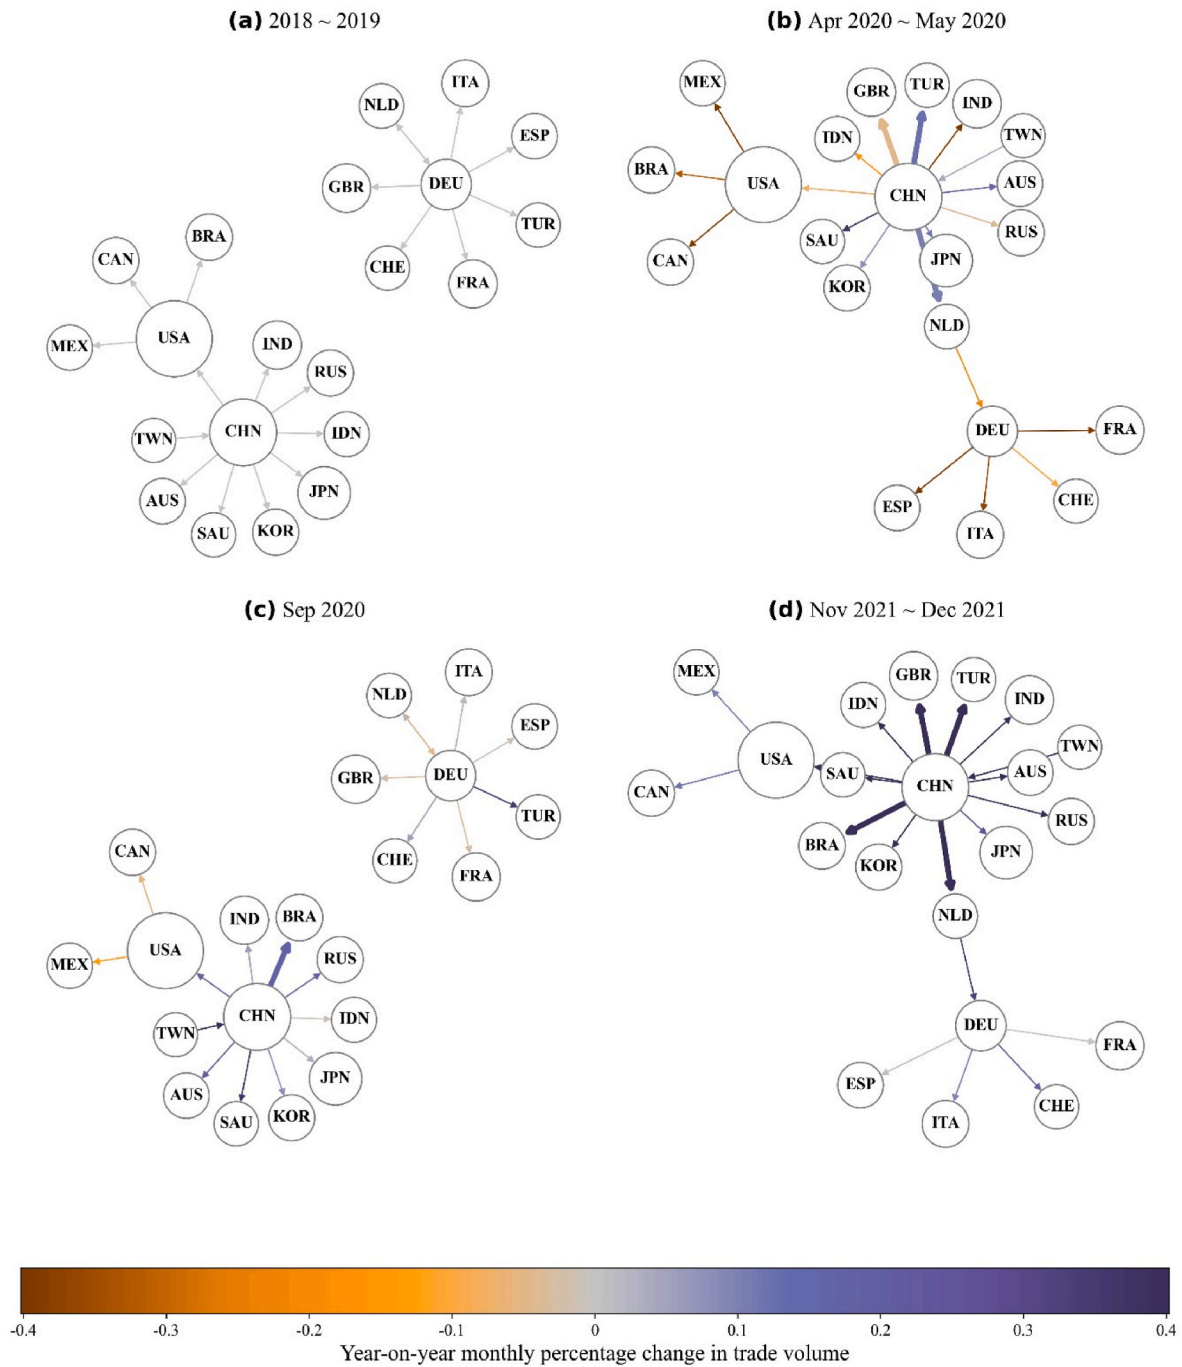 (a) 2018 ~ 2019
ITA
NLD
ESP
DEU
GBR
TUR
CHE
FRA
BRA
CAN
USA
MEX
IND
RUS
CHN
TWN
IDN
AUS
JPN
SAU
KOR
(b) Apr 2020 ~ May 2020
MEX
GBR
TUR
IND
IDN
TWN
BRA
USA
CHN
AUS
SAU
RUS
CAN
JPN
KOR
NLD
DEU
FRA
ESP
CHE
ITA
(c) Sep 2020
ITA
NLD
ESP
DEU
GBR
TUR
CHE
FRA
CAN
IND
BRA
USA
MEX
RUS
CHN
TWN
IDN
JPN
AUS
SAU
KOR
(d) Nov 2021 ~ Dec 2021
MEX
GBR
TUR
IDN
IND
TWN
USA
SAU
AUS
CHN
CAN
RUS
BRA
KOR
JPN
NLD
DEU
FRA
ESP
CHE
ITA
-0.4 -0.3 -0.2 -0.1 0 0.1 0.2 0.3 0.4
Year-on-year monthly percentage change in trade volume